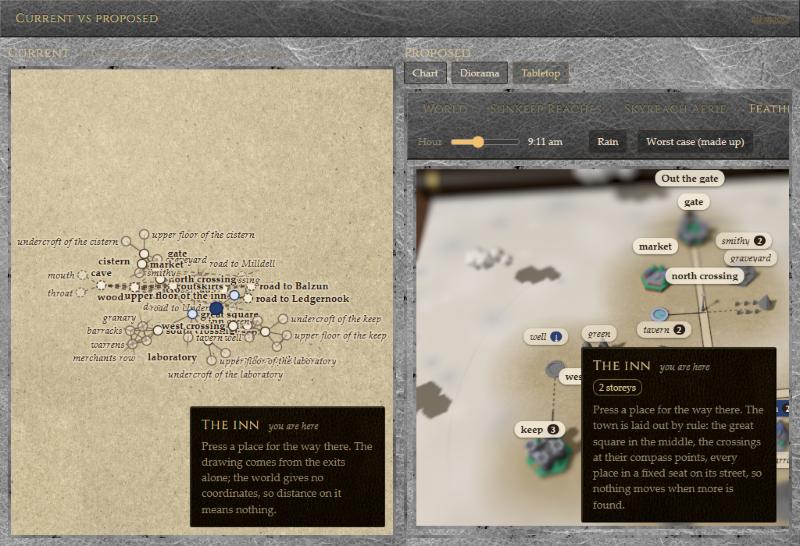 Current vs proposed
Current
Proposed
Chart
Diorama
Tabletop
World
Sunkeep Reaches
Skyreach Aerie
Feath
Hour
9:11 am
Rain
Worst case (made up)
upper floor of the cistern
undercroft of the cistern
gate
cistern
market
road to Milldell
smithy
mouth
cave
north crossing
outskirts
road to Balzun
throat
wood
upper floor of the inn
road to Ledgernook
great square
granary
undercroft of the keep
barracks
west crossing
tavern
well
upper floor of the keep
warrens
merchants row
laboratory
upper floor of the laboratory
undercroft of the laboratory
The inn you are here
Press a place for the way there. The
drawing comes from the exits
alone; the world gives no
coordinates, so distance on it
means nothing.
Out the gate
gate
market
smithy 2
graveyard
north crossing
tavern 2
well 1
green
wes
keep 3
The inn you are here
2 storeys
Press a place for the way there. The
town is laid out by rule: the great
square in the middle, the crossings
at their compass points, every
place in a fixed seat on its street, so
nothing moves when more is
found.